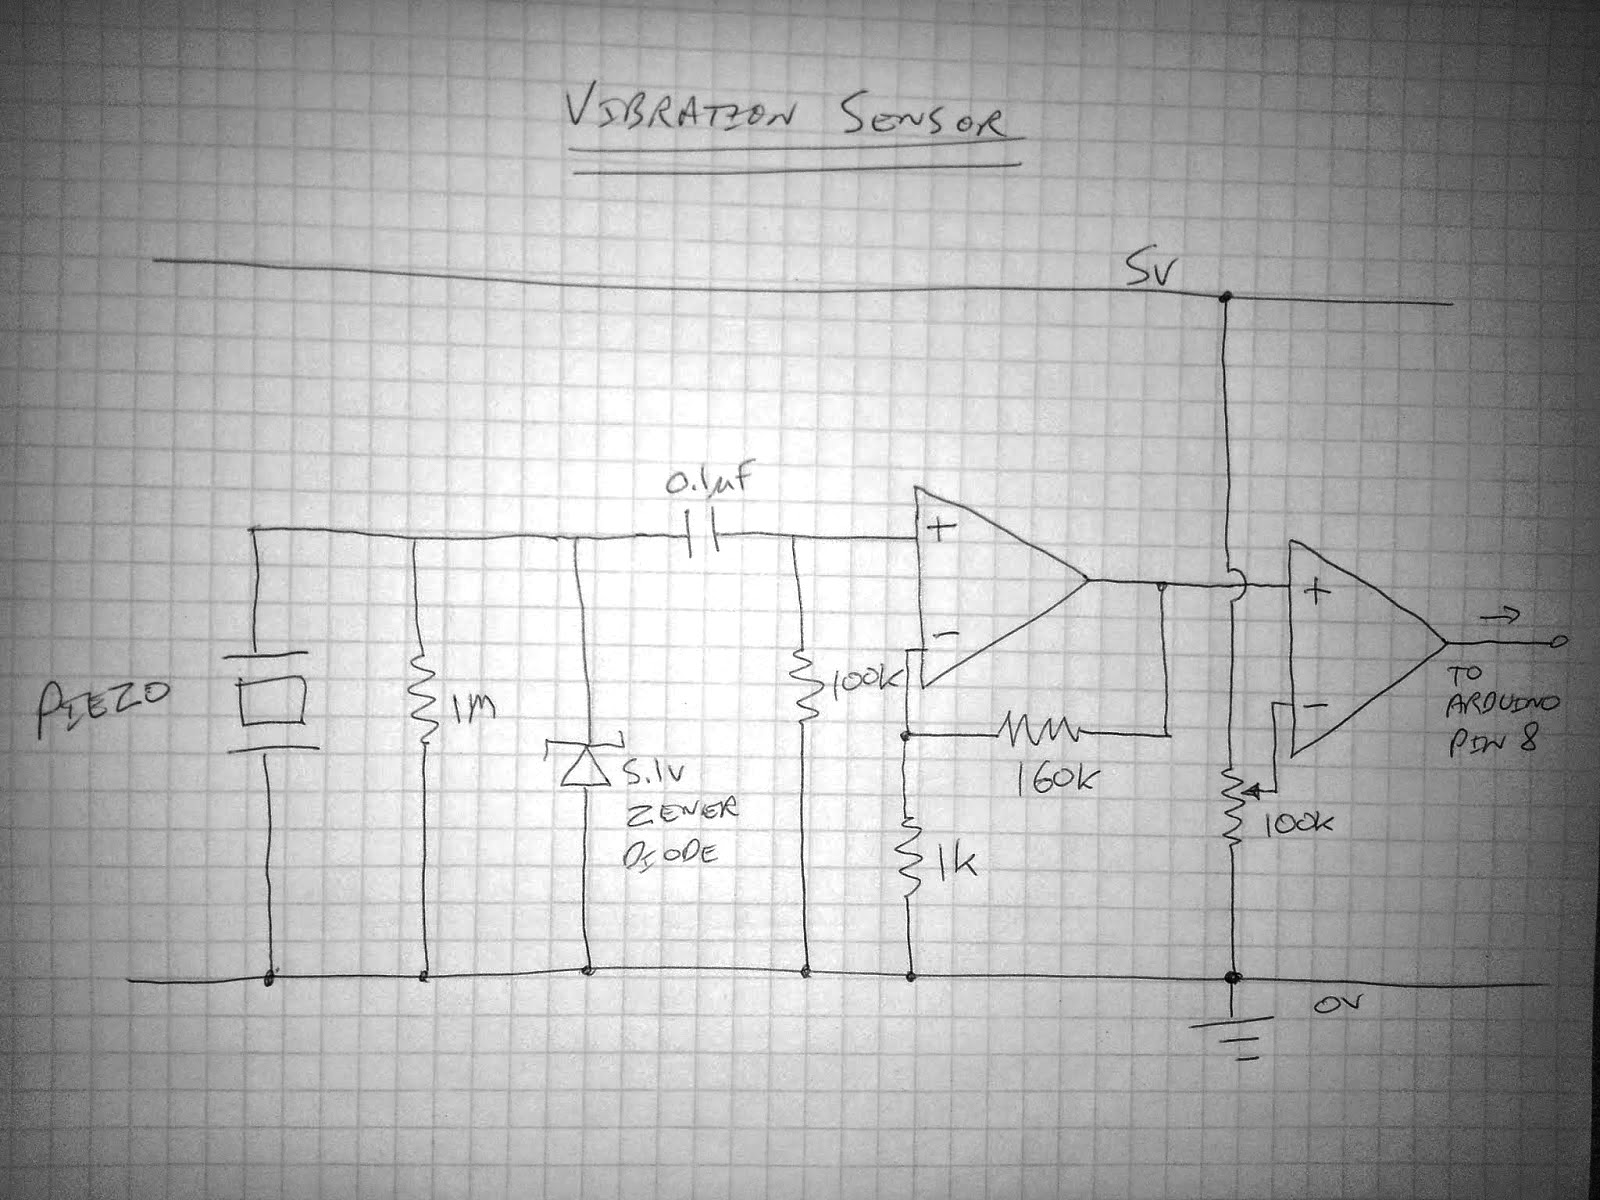 VIBRATION SENSOR
5V
0.1µF
+
-
+
-
PIEZO
1M
5.1V
ZENER
DIODE
100K
160K
1K
100K
TO
ARDUINO
PIN 8
0V